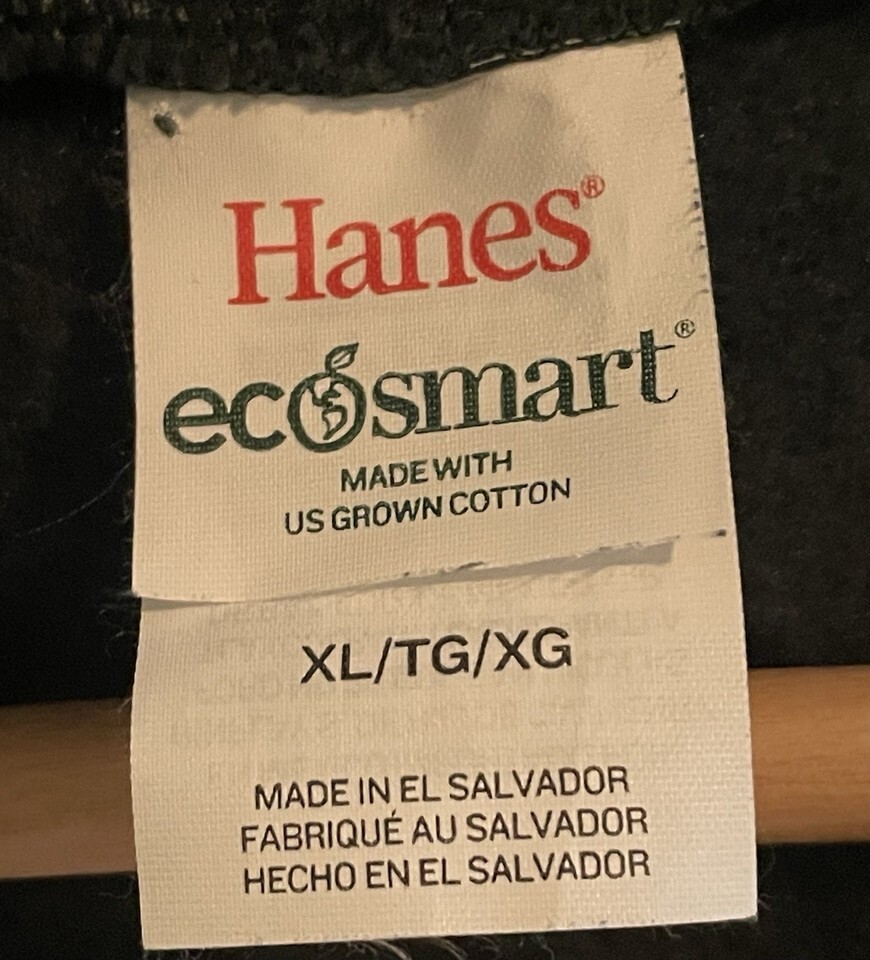 Hanes®
ecosmart®
MADE WITH
US GROWN COTTON
XL/TG/XG
MADE IN EL SALVADOR
FABRIQUÉ AU SALVADOR
HECHO EN EL SALVADOR